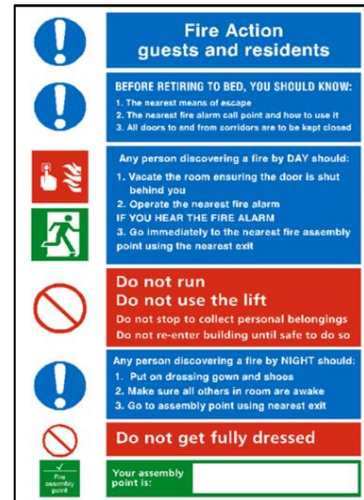 Fire Action
guests and residents
BEFORE RETIRING TO BED, YOU SHOULD KNOW:
1. The nearest means of escape
2. The nearest fire alarm call point and how to use it
3. All doors to and from corridors are to be kept closed
Any person discovering a fire by DAY should:
1. Vacate the room ensuring the door is shut
behind you
2. Operate the nearest fire alarm
IF YOU HEAR THE FIRE ALARM
3. Go immediately to the nearest fire assembly
point using the nearest exit
Do not run
Do not use the lift
Do not stop to collect personal belongings
Do not re-enter building until safe to do so
Any person discovering a fire by NIGHT should:
1. Put on dressing gown and shoes
2. Make sure all others in room are awake
3. Go to assembly point using nearest exit
Do not get fully dressed
Fire
assembly
point
Your assembly
point is: